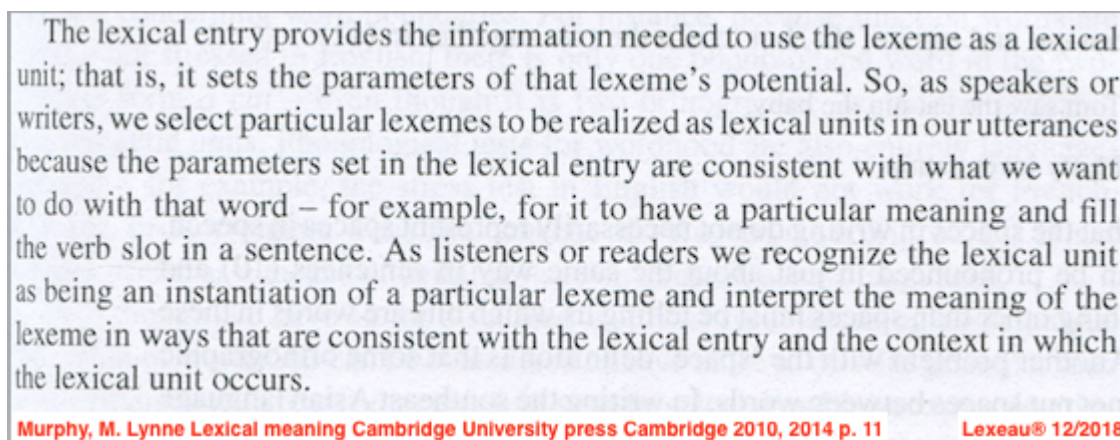 The lexical entry provides the information needed to use the lexeme as a lexical
unit; that is, it sets the parameters of that lexeme's potential. So, as speakers or
writers, we select particular lexemes to be realized as lexical units in our utterances
because the parameters set in the lexical entry are consistent with what we want
to do with that word – for example, for it to have a particular meaning and fill
the verb slot in a sentence. As listeners or readers we recognize the lexical unit
as being an instantiation of a particular lexeme and interpret the meaning of the
lexeme in ways that are consistent with the lexical entry and the context in which
the lexical unit occurs.
Murphy, M. Lynne Lexical meaning Cambridge University press Cambridge 2010, 2014 p. 11 Lexeau® 12/2018